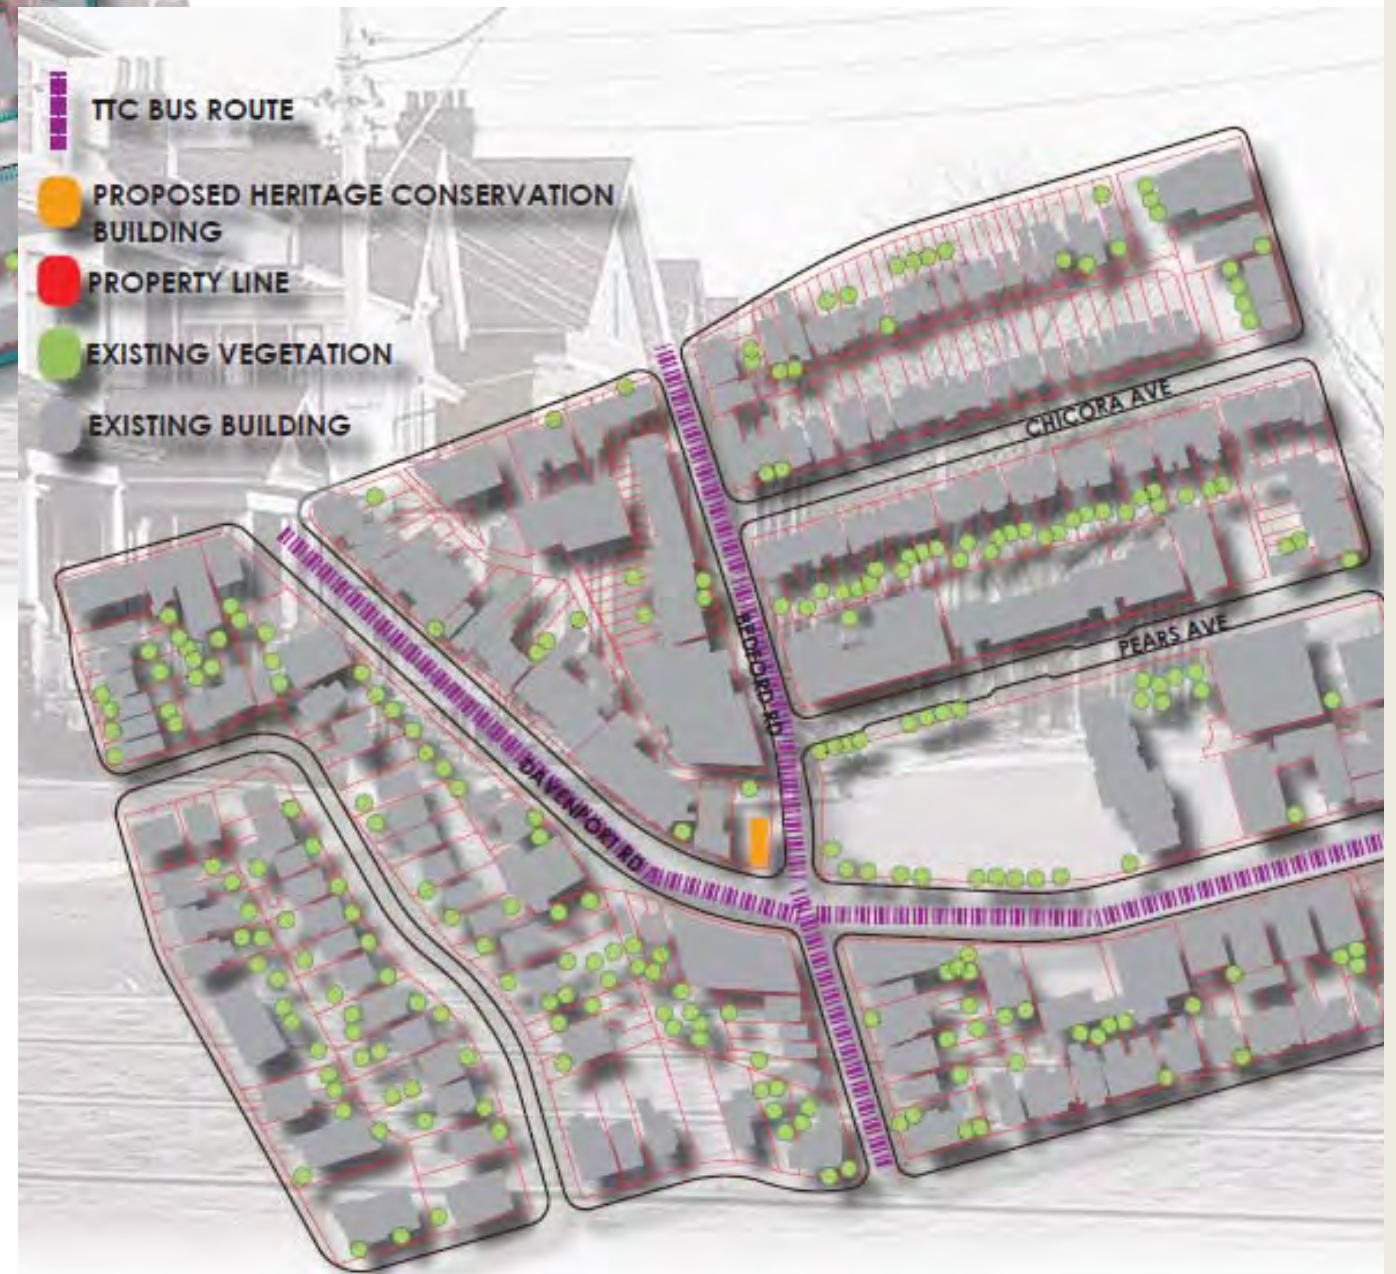 TTC BUS ROUTE
PROPOSED HERITAGE CONSERVATION
BUILDING
PROPERTY LINE
EXISTING VEGETATION
EXISTING BUILDING
CHICORA AVE
PEARS AVE
BEDFORD RD
DAVENPORT RD